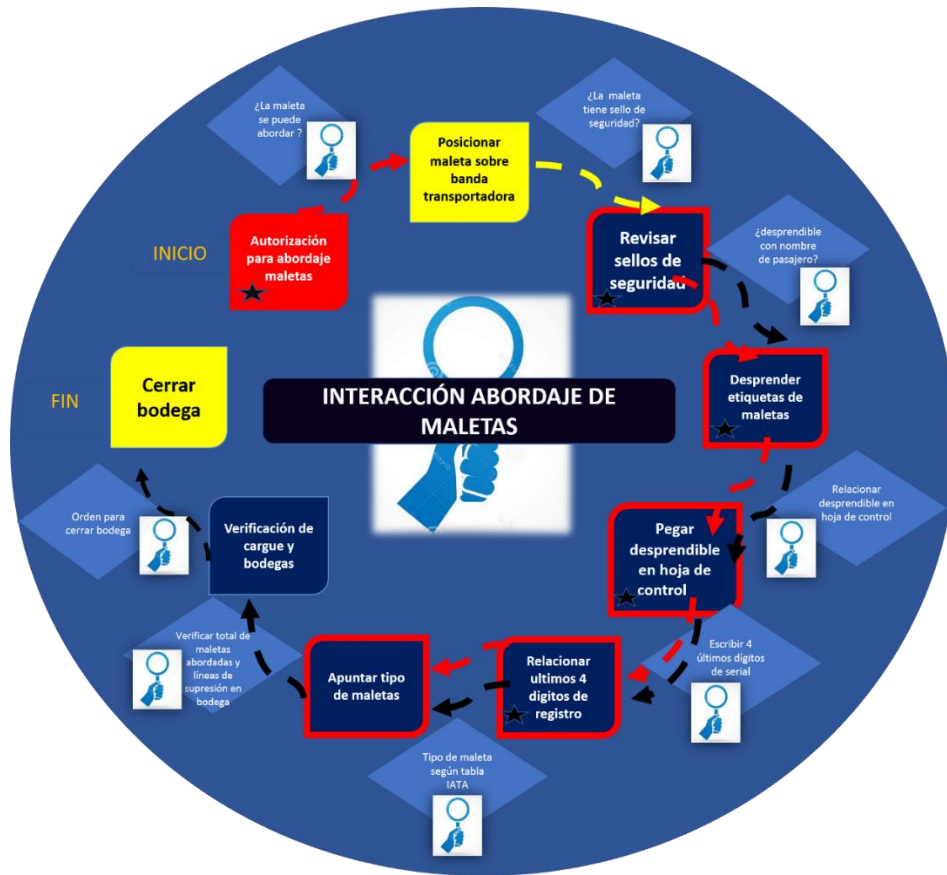 ¿La maleta
se puede
abordar ?
¿La maleta
tiene sello de
seguridad?
Posicionar
maleta sobre
banda
transportadora
INICIO
Autorización
para abordaje
maletas
Revisar
sellos de
seguridad
¿desprendible
con nombre
de pasajero?
FIN
Cerrar
bodega
INTERACCIÓN ABORDAJE DE
MALETAS
Desprender
etiquetas de
maletas
Orden para
cerrar bodega
Verificación de
cargue y
bodegas
Pegar
desprendible
en hoja de
control
Relacionar
desprendible
en hoja de
control
Verificar total de
maletas
abordadas y
líneas de
supresión en
bodega
Apuntar tipo
de maletas
Relacionar
ultimos 4
digitos de
registro
Escribir 4
últimos dígitos
de serial
Tipo de maleta
según tabla
IATA